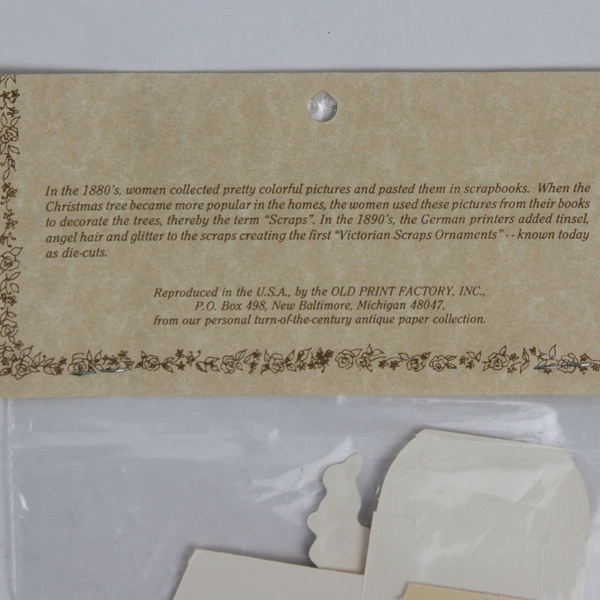 In the 1880's, women collected pretty colorful pictures and pasted them in scrapbooks. When the
Christmas tree became more popular in the homes, the women used these pictures from their books
to decorate the trees, thereby the term "Scraps". In the 1890's, the German printers added tinsel,
angel hair and glitter to the scraps creating the first "Victorian Scraps Ornaments" -- known today
as die-cuts.
Reproduced in the U.S.A., by the OLD PRINT FACTORY, INC.,
P.O. Box 498, New Baltimore, Michigan 48047,
from our personal turn-of-the-century antique paper collection.